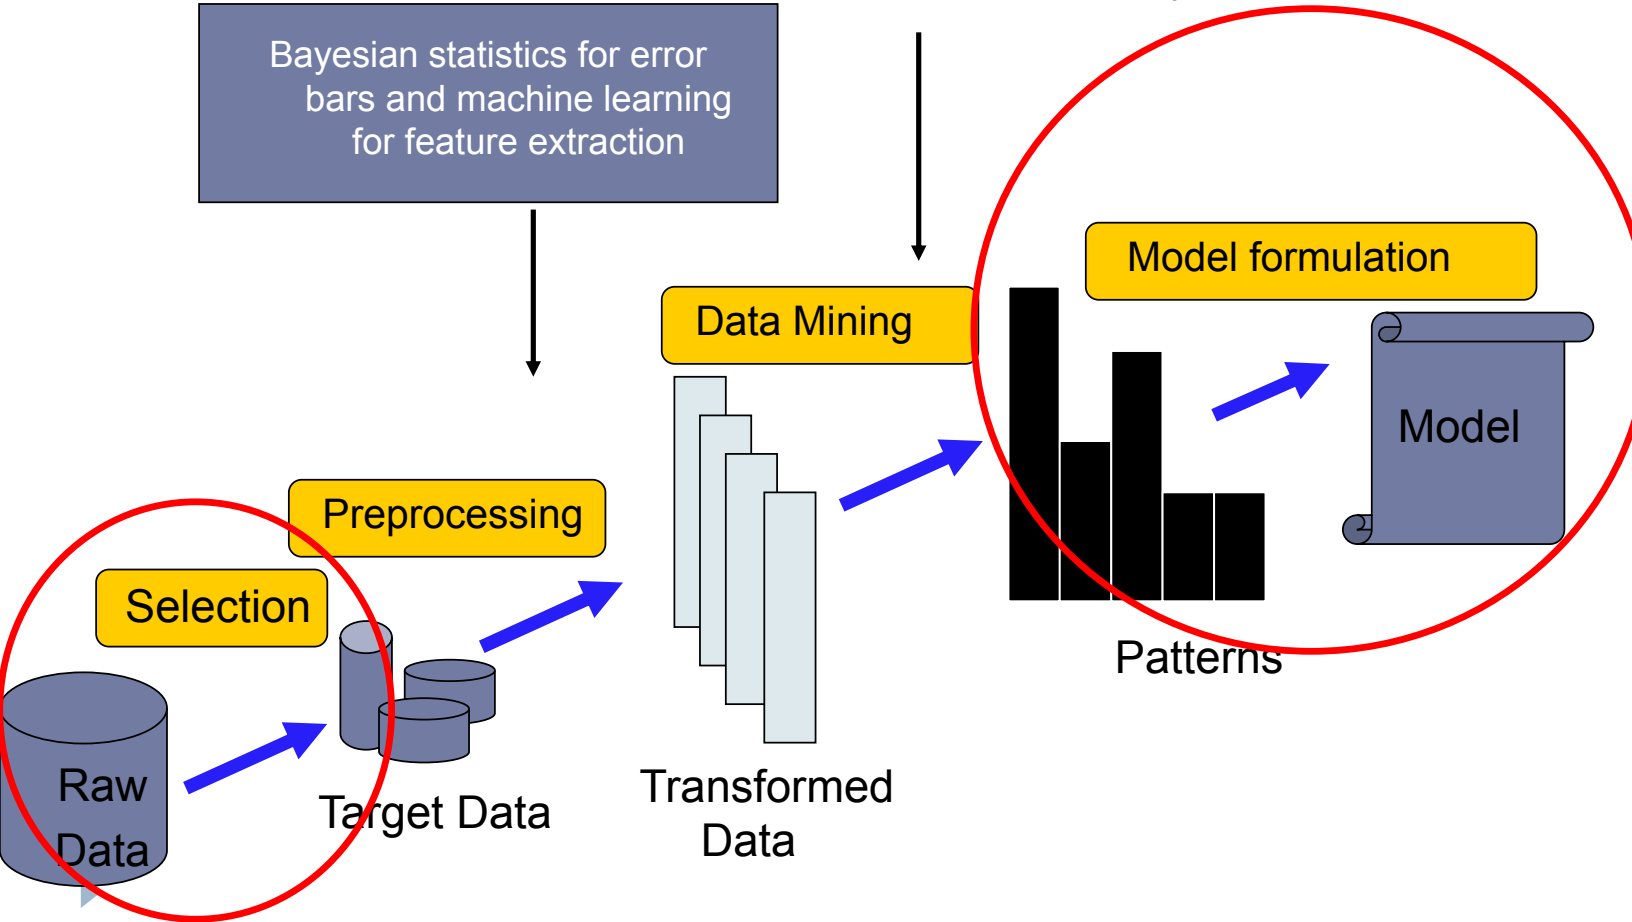 Bayesian statistics for error
bars and machine learning
for feature extraction
Model formulation
Data Mining
Model
Preprocessing
Selection
Patterns
Raw
Data
Target Data
Transformed
Data